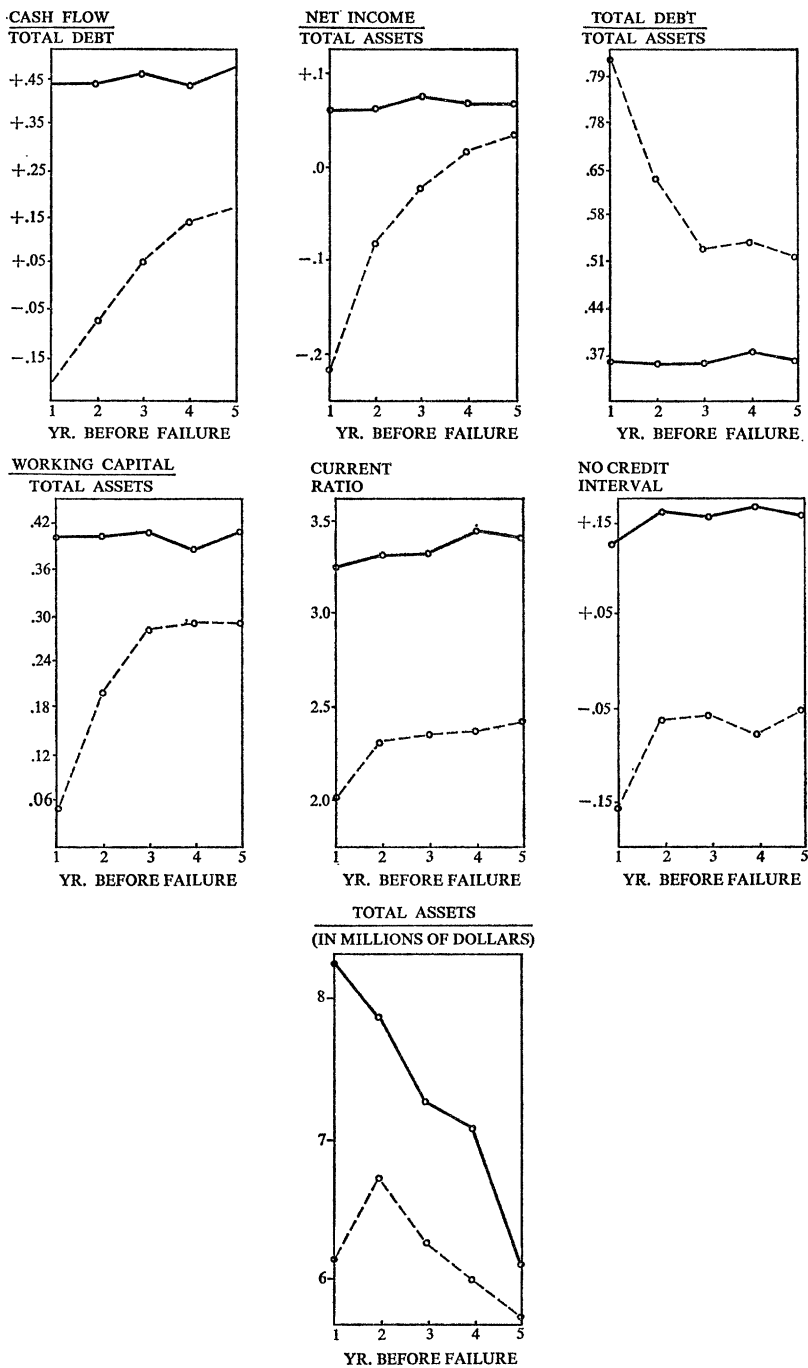 CASH FLOW
TOTAL DEBT
+.45
+.35
+.25
+.15
+.05
-.15
-.05
1 2 3 4 5
YR. BEFORE FAILURE
NET INCOME
TOTAL ASSETS
+.1
.0
-.1
-.2
1 2 3 4 5
YR. BEFORE FAILURE
TOTAL DEBT
TOTAL ASSETS
.79
.78
.65
.58
.51
.44
.37
1 2 3 4 5
YR. BEFORE FAILURE
WORKING CAPITAL
TOTAL ASSETS
.42
.36
.30
.24
.18
.12
.06
1 2 3 4 5
YR. BEFORE FAILURE
CURRENT
RATIO
3.5
3.0
2.5
2.0
1 2 3 4 5
YR. BEFORE FAILURE
NO CREDIT
INTERVAL
+.15
+.05
-.05
-.15
1 2 3 4 5
YR. BEFORE FAILURE
TOTAL ASSETS
(IN MILLIONS OF DOLLARS)
8
7
6
1 2 3 4 5
YR. BEFORE FAILURE